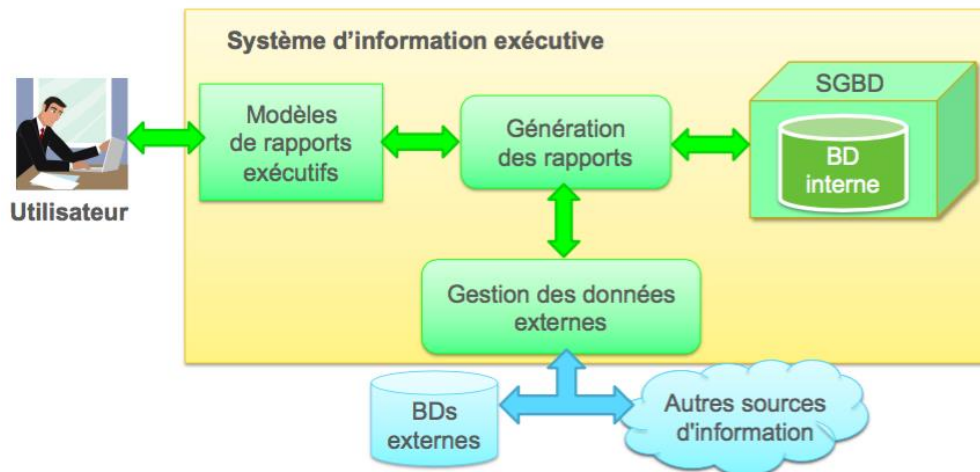 Système d'information exécutive
Utilisateur
Modèles
de rapports
exécutifs
Génération
des rapports
SGBD
BD
interne
Gestion des données
externes
BDs
externes
Autres sources
d'information